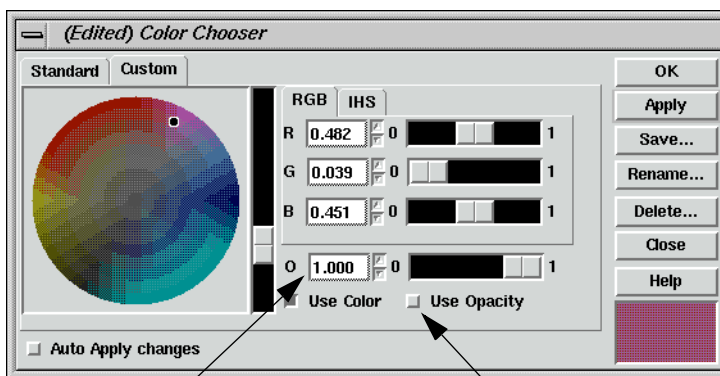 (Edited) Color Chooser
Standard Custom
RGB IHS
R 0.482 0 1
G 0.039 0 1
B 0.451 0 1
O 1.000 0 1
Use Color Use Opacity
Auto Apply changes
OK
Apply
Save...
Rename...
Delete...
Close
Help